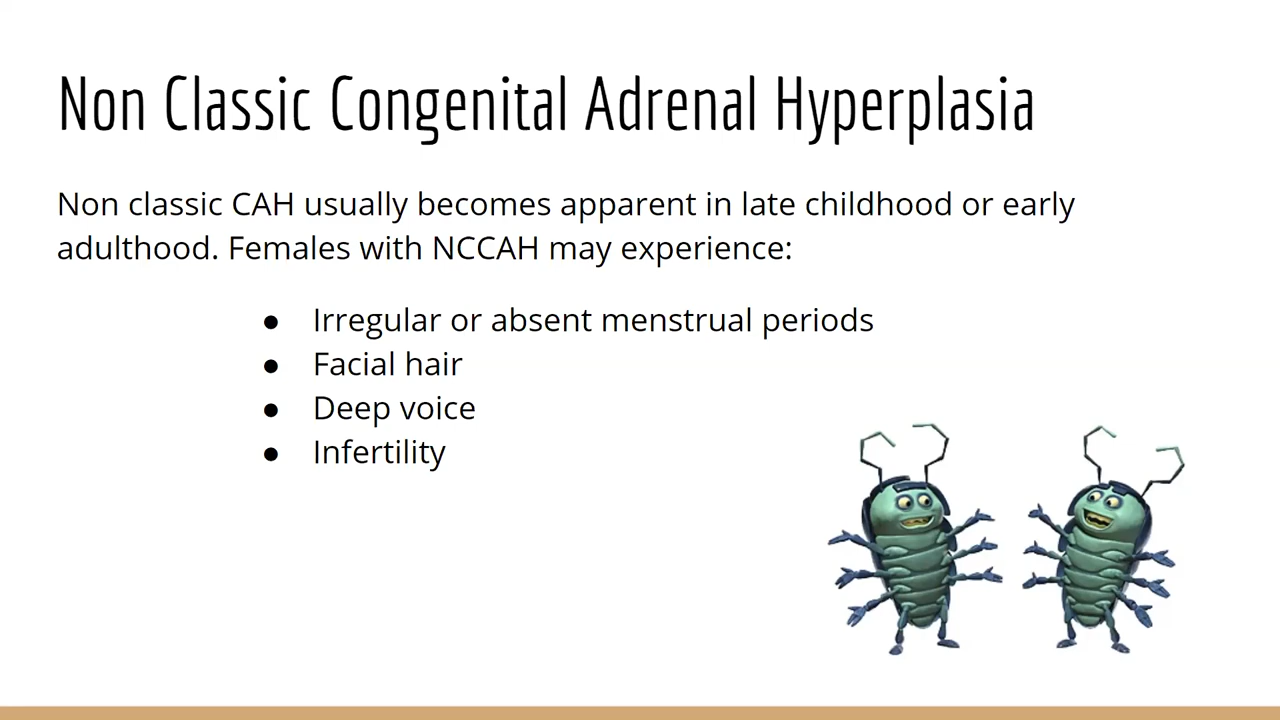 Non Classic Congenital Adrenal Hyperplasia
Non classic CAH usually becomes apparent in late childhood or early
adulthood. Females with NCCAH may experience:
● Irregular or absent menstrual periods
● Facial hair
● Deep voice
● Infertility